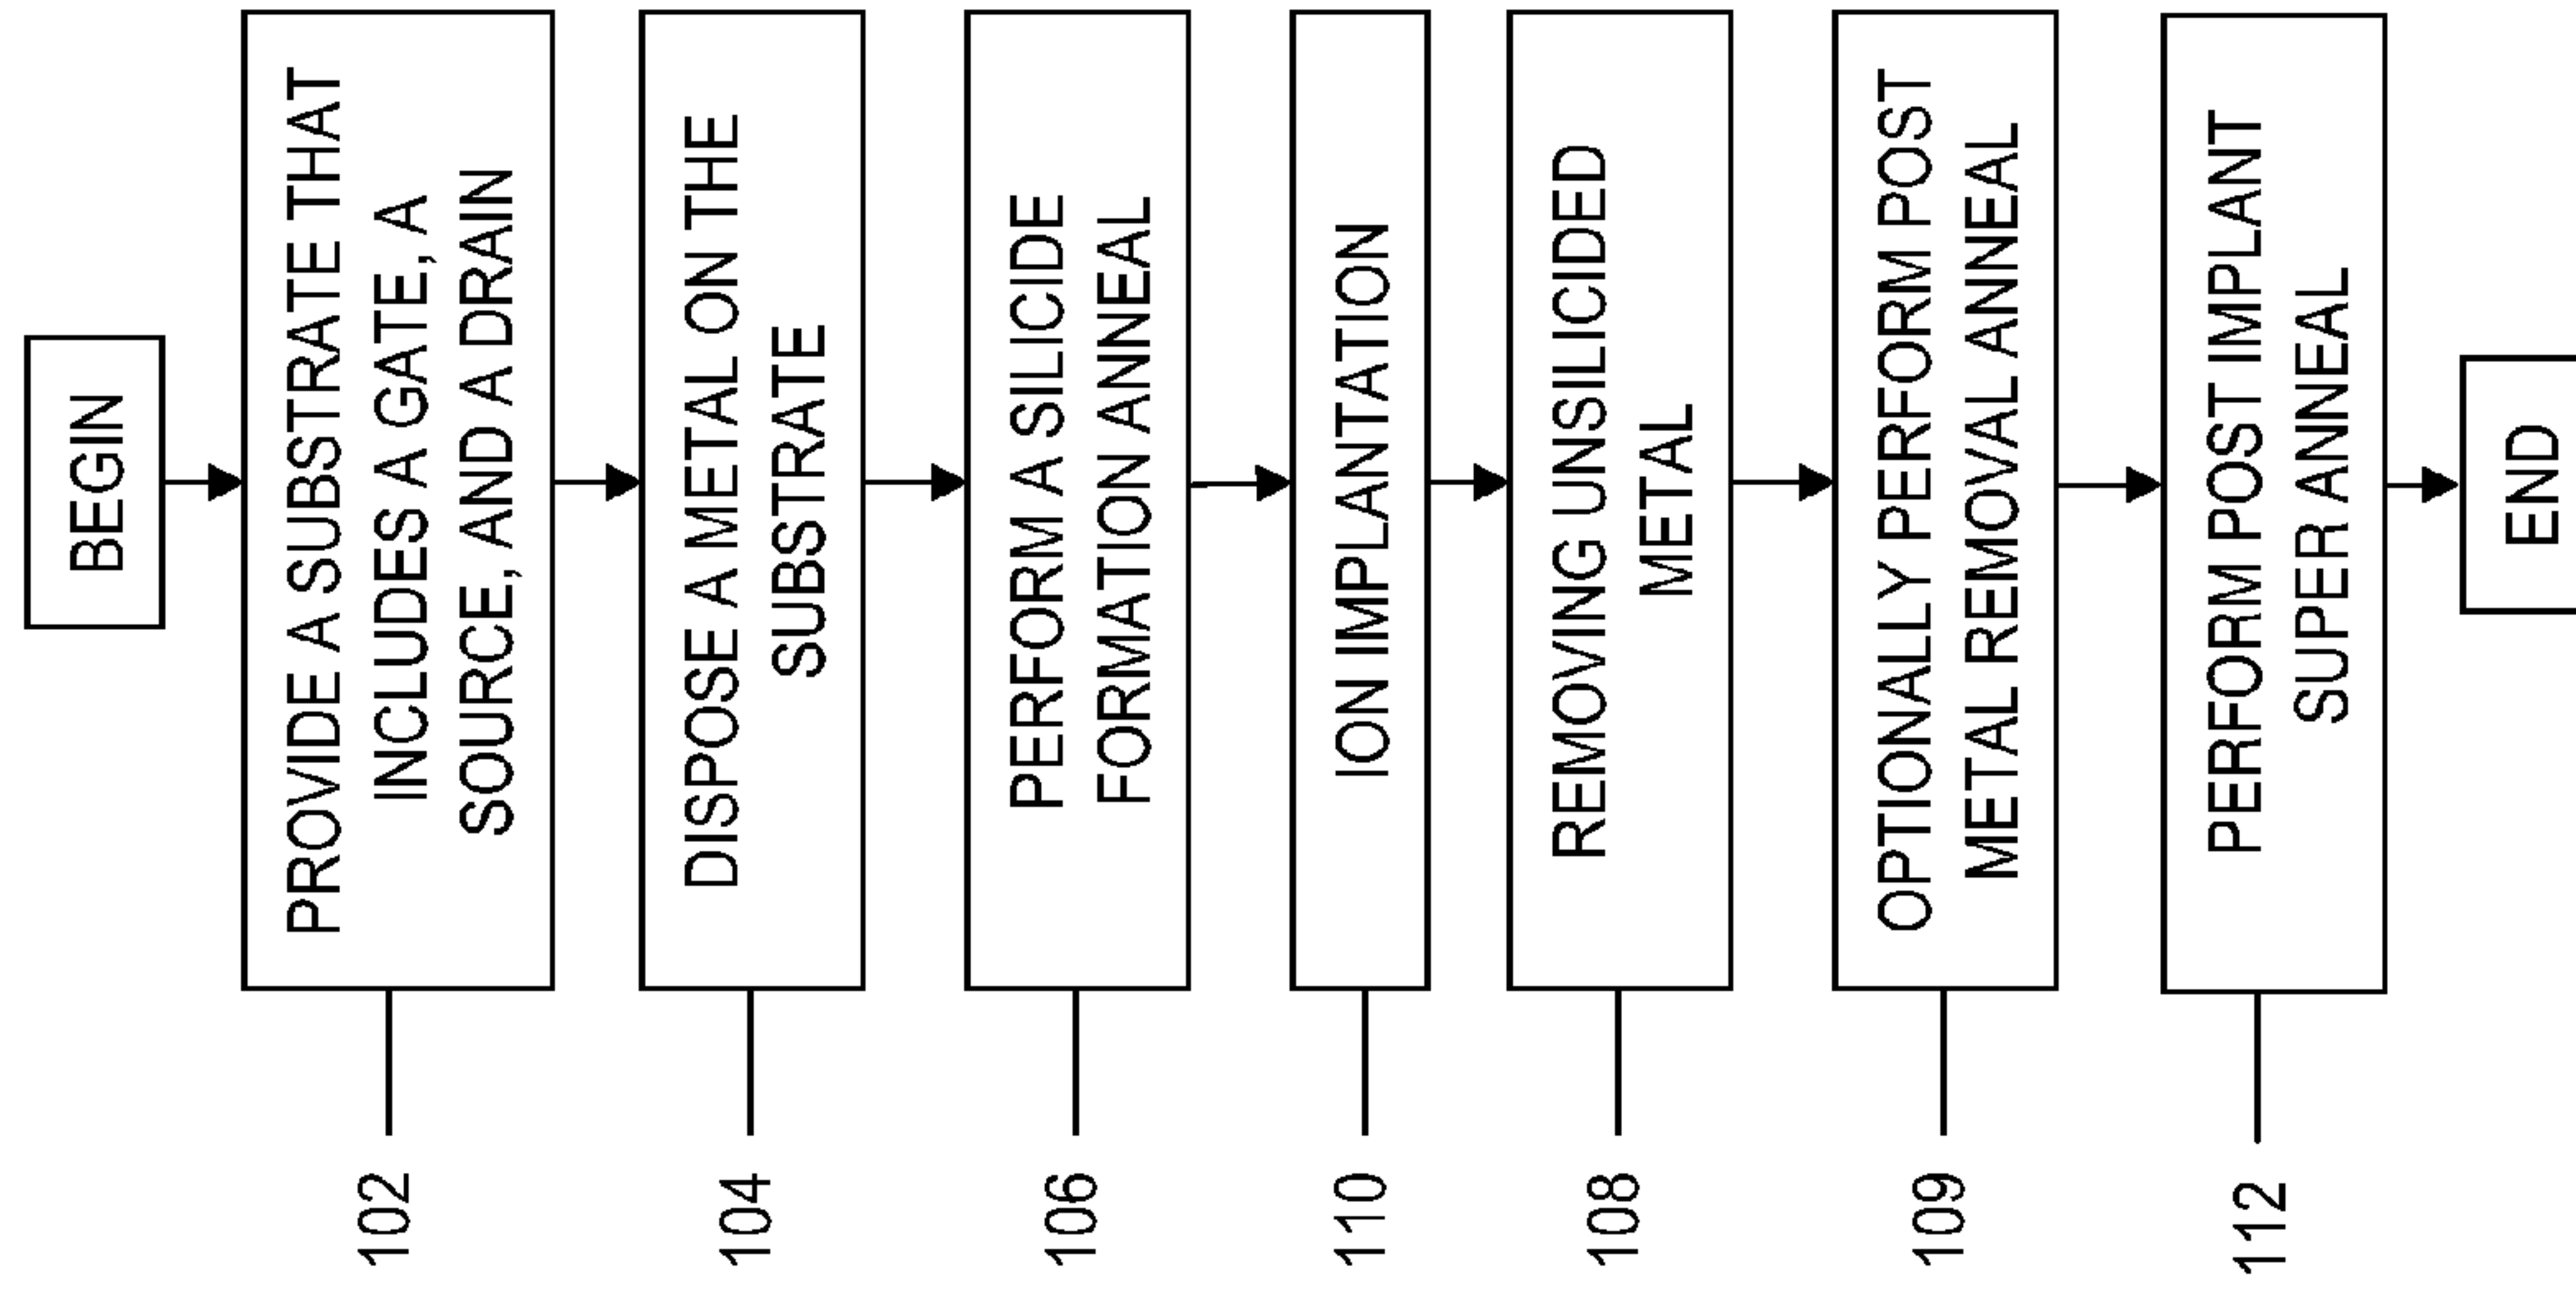 BEGIN
102
PROVIDE A SUBSTRATE THAT
INCLUDES A GATE, A
SOURCE, AND A DRAIN
104
DISPOSE A METAL ON THE
SUBSTRATE
106
PERFORM A SILICIDE
FORMATION ANNEAL
110
ION IMPLANTATION
108
REMOVING UNSILICIDED
METAL
109
OPTIONALLY PERFORM POST
METAL REMOVAL ANNEAL
112
PERFORM POST IMPLANT
SUPER ANNEAL
END